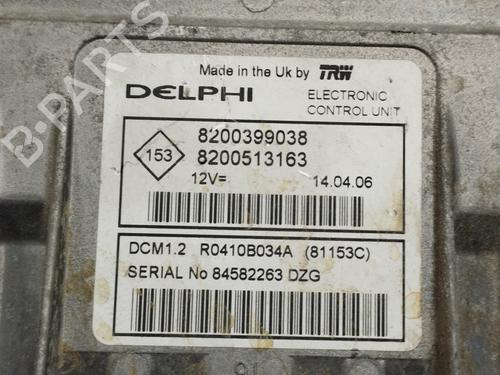 Made in the Uk by TRW
DELPHI
ELECTRONIC
CONTROL UNIT
153
8200399038
8200513163
12V=
14.04.06
DCM1.2 R0410B034A (81153C)
SERIAL No 84582263 DZG
B-PARTS